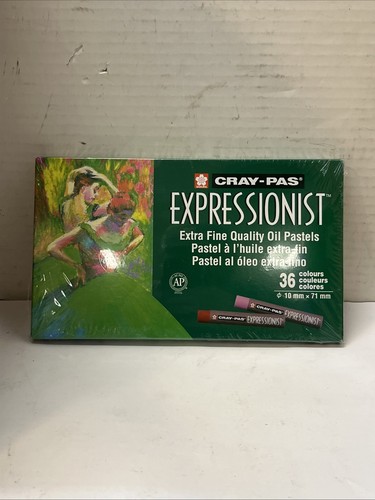 CRAY-PAS®
EXPRESSIONIST™
Extra Fine Quality Oil Pastels
Pastel à l'huile extra-fin
Pastel al óleo extra-fino
36 colours
couleurs
colores
⌀ 10 mm × 71 mm
AP
CRAY-PAS EXPRESSIONIST
CRAY-PAS EXPRESSIONIST